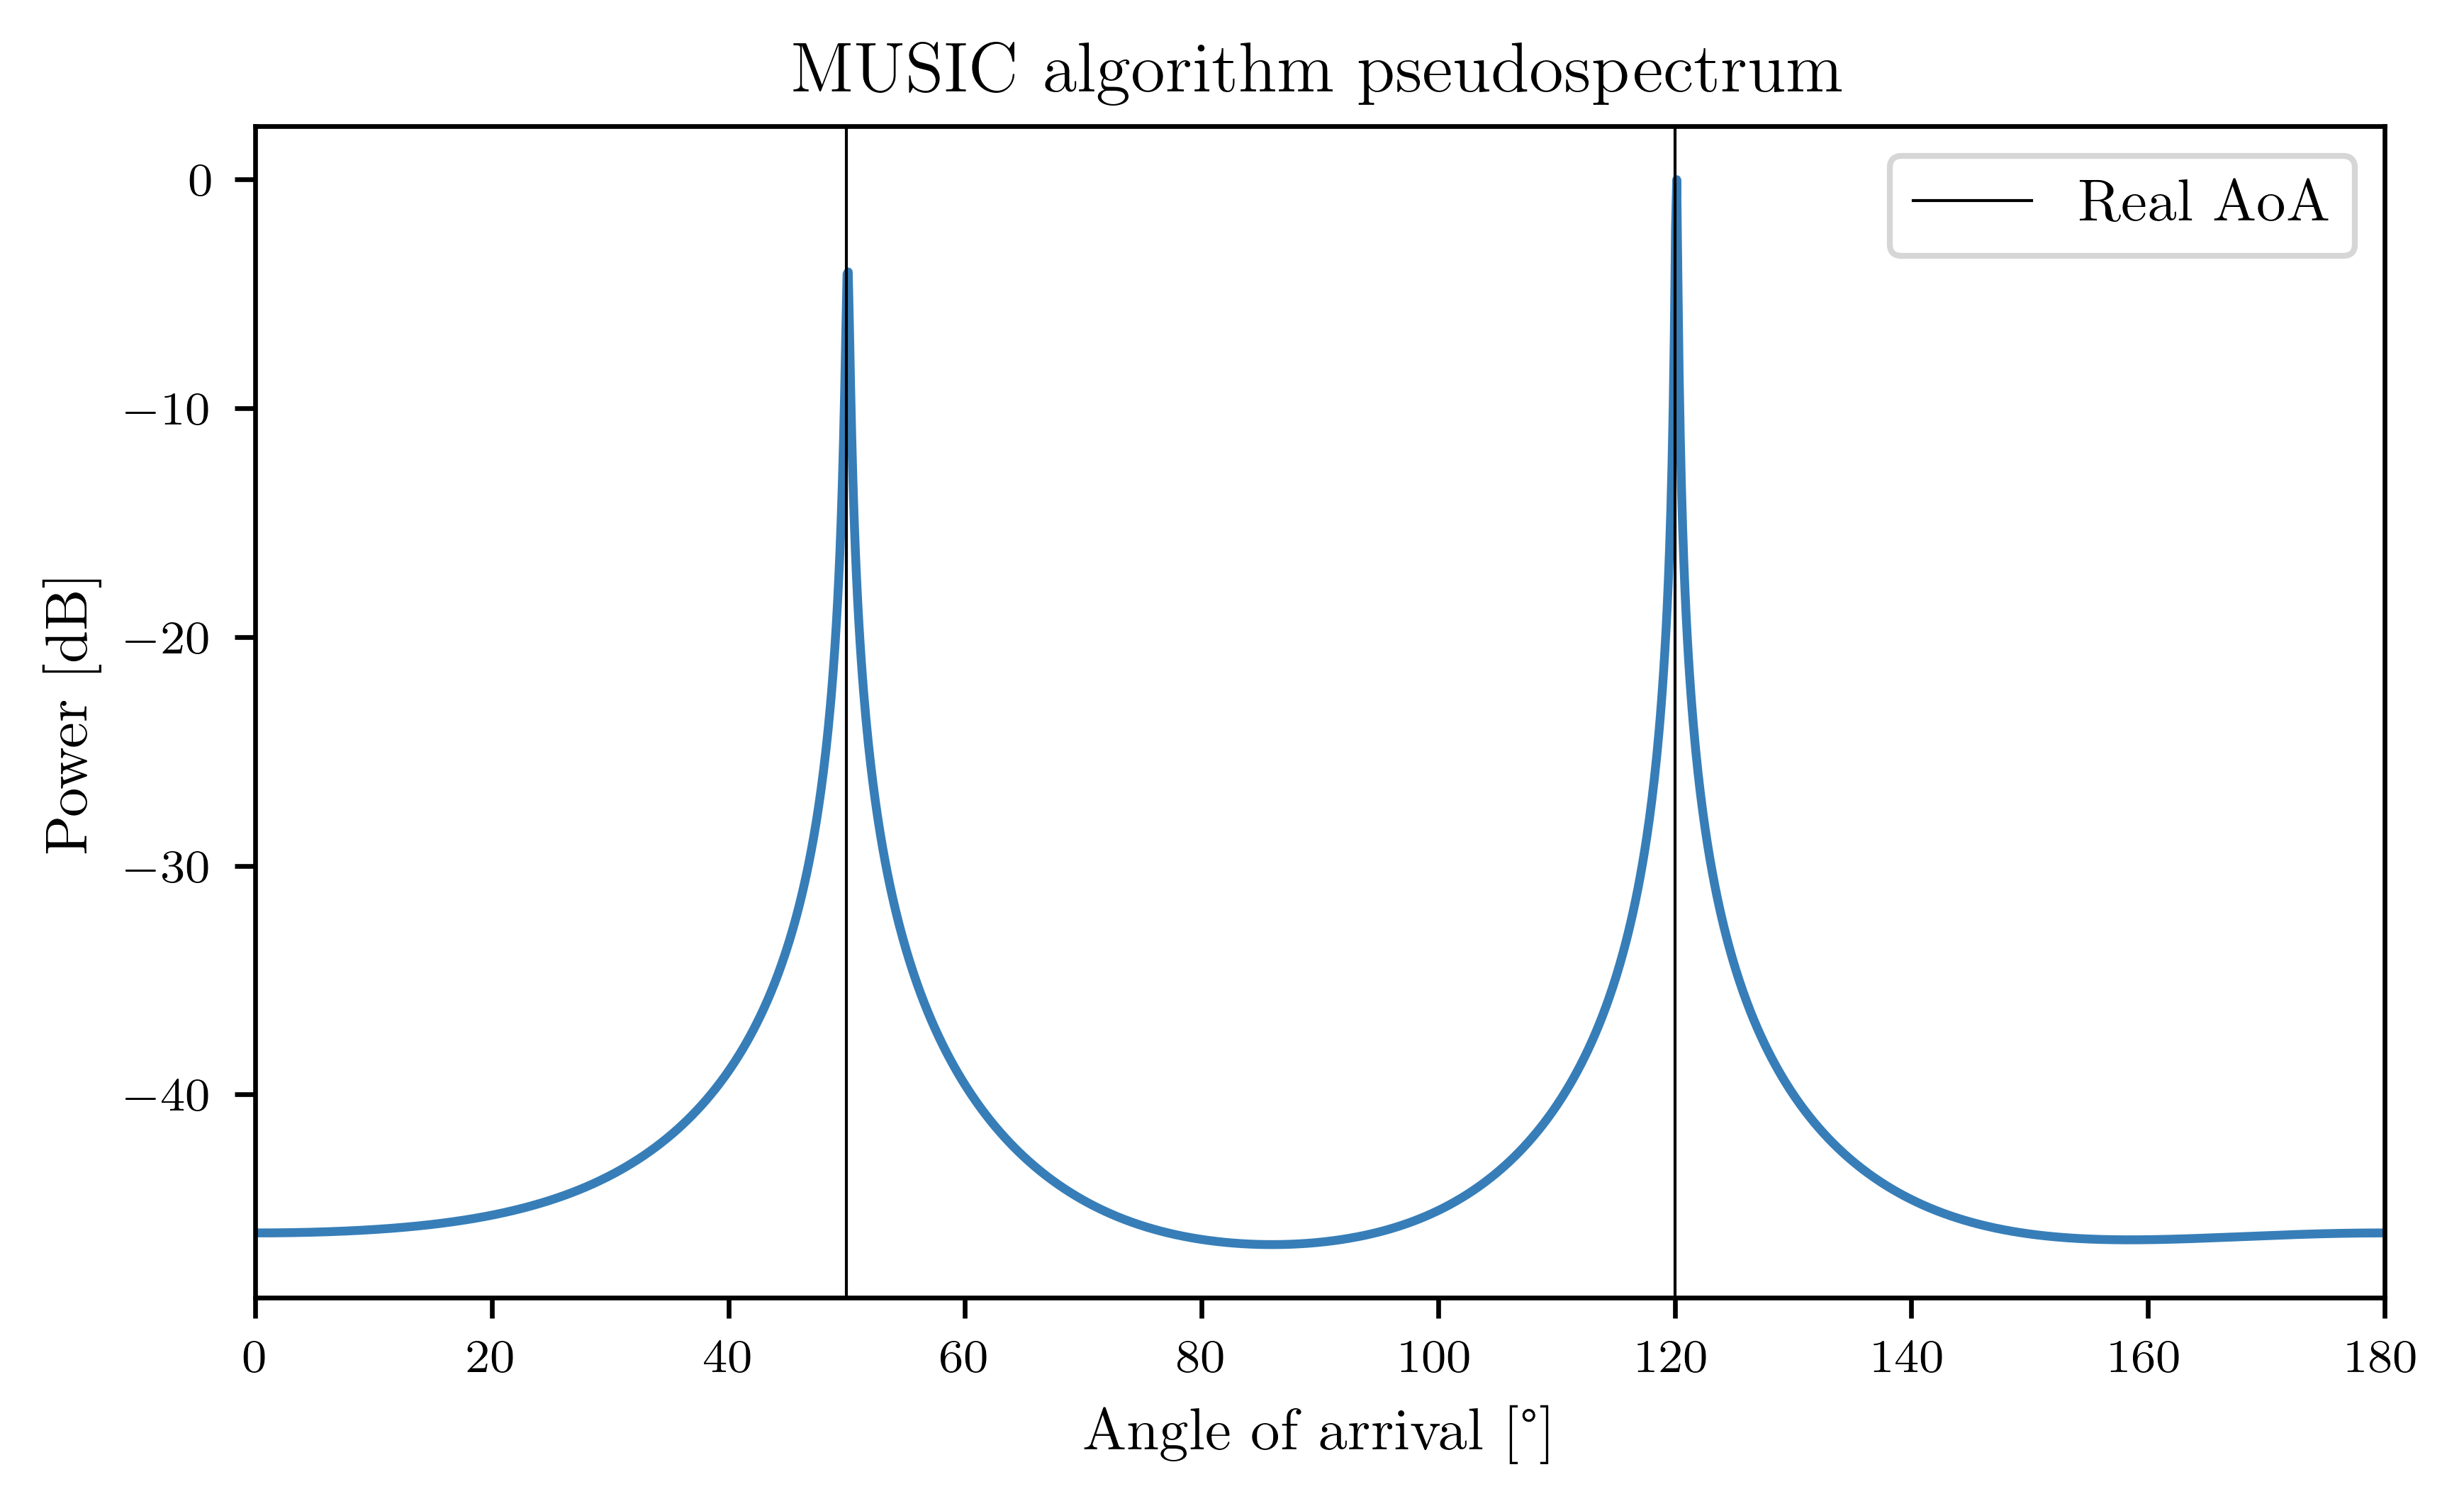 MUSIC algorithm pseudospectrum
Real AoA
Power [dB]
0
−10
−20
−30
−40
0 20 40 60 80 100 120 140 160 180
Angle of arrival [°]